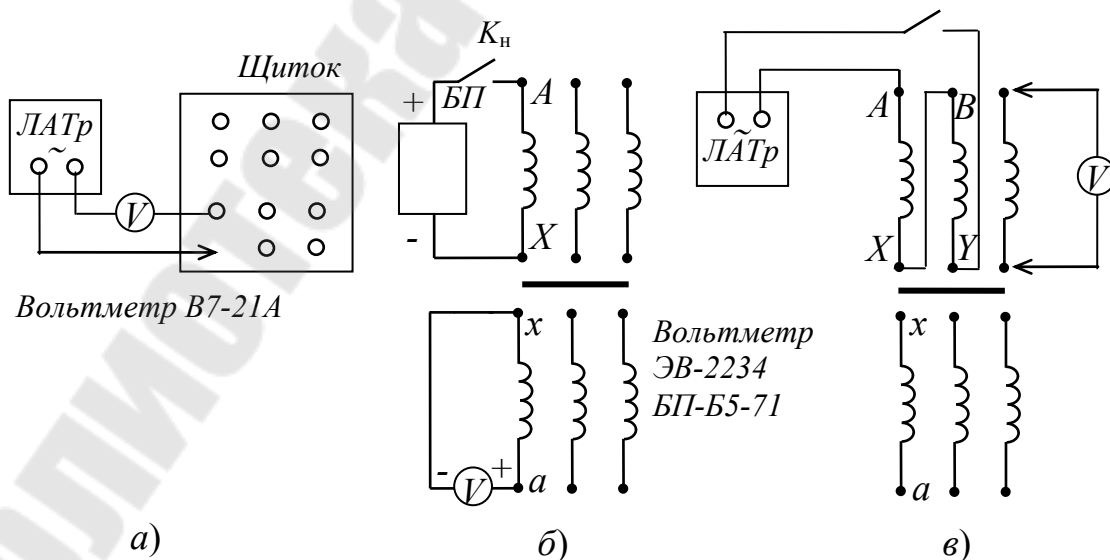 Щиток
ЛАТр
~
V
Вольтметр В7-21А
а)
Kн
+
БП
-
A
X
x
a
-
V
+
Вольтметр
ЭВ-2234
БП-Б5-71
б)
~
ЛАТр
A
B
X
Y
V
x
a
в)